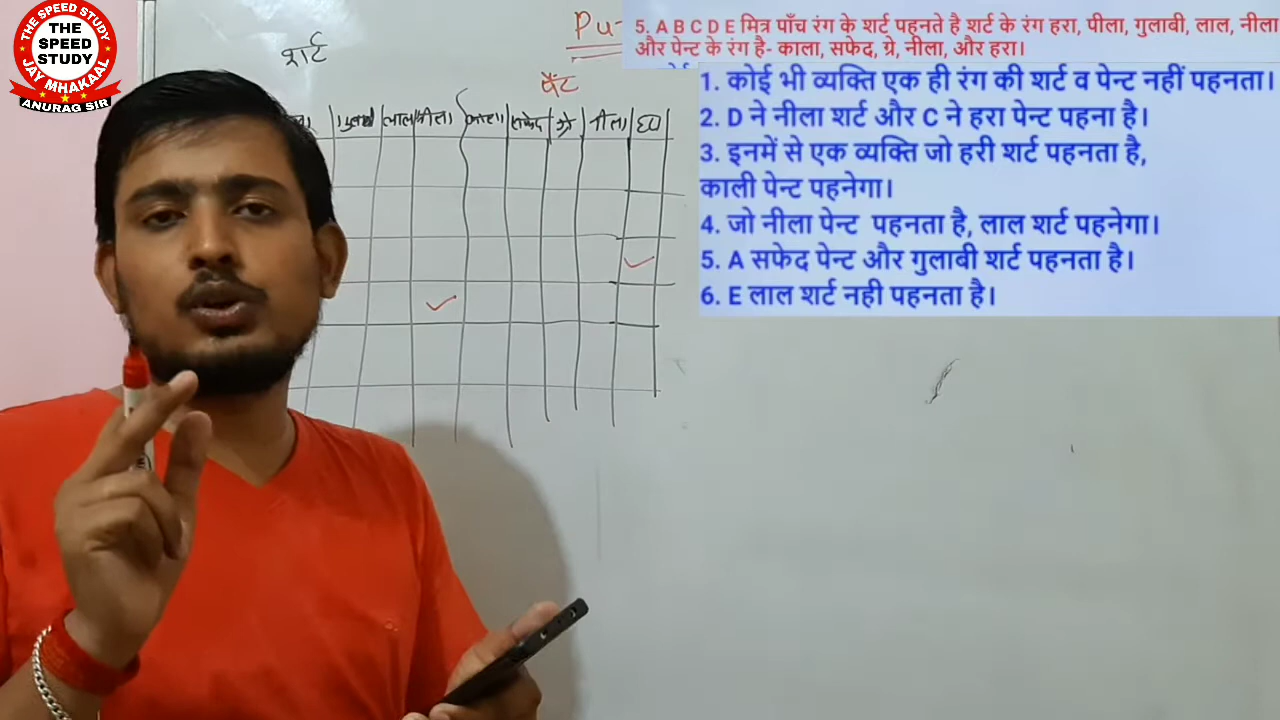 THE SPEED STUDY
THE
SPEED
STUDY
JAY MHAKAAL
ANURAG SIR
शर्ट
Pu-
पैंट
5. A B C D E मित्र पाँच रंग के शर्ट पहनते है शर्ट के रंग हरा, पीला, गुलाबी, लाल, नीला
और पेन्ट के रंग है- काला, सफेद, ग्रे, नीला, और हरा।
1. कोई भी व्यक्ति एक ही रंग की शर्ट व पेन्ट नहीं पहनता।
2. D ने नीला शर्ट और C ने हरा पेन्ट पहना है।
3. इनमें से एक व्यक्ति जो हरी शर्ट पहनता है,
काली पेन्ट पहनेगा।
4. जो नीला पेन्ट पहनता है, लाल शर्ट पहनेगा।
5. A सफेद पेन्ट और गुलाबी शर्ट पहनता है।
6. E लाल शर्ट नही पहनता है।
लाल नीला सफेद ग्रे नीला